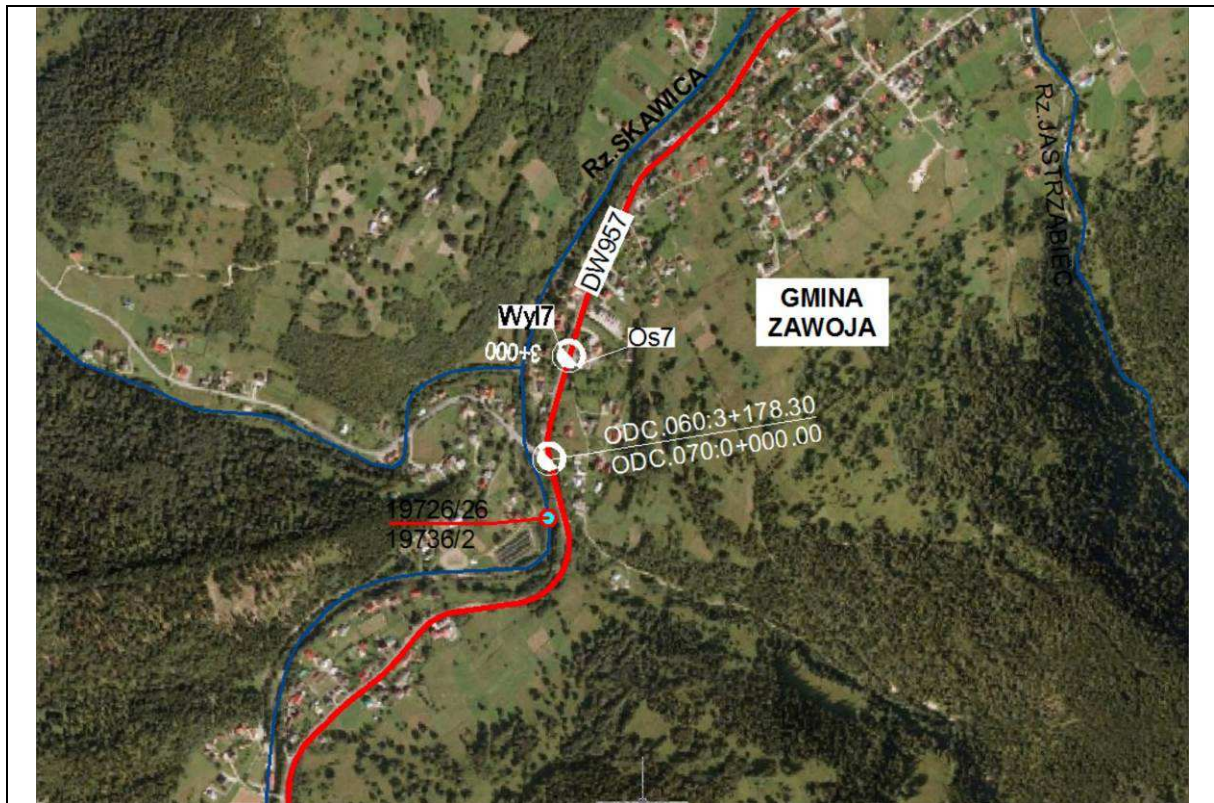 Rz.SKAWICA
Rz.JASTRZĄBIEC
DW957
GMINA
ZAWOJA
Wyl7
Os7
3+000
ODC.060:3+178.30
ODC.070:0+000.00
19726/26
19736/2